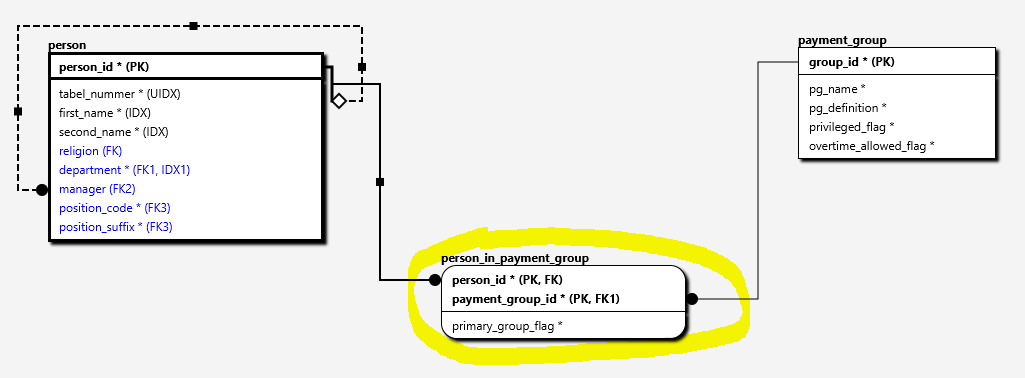 person
person_id * (PK)
tabel_nummer * (UIDX)
first_name * (IDX)
second_name * (IDX)
religion (FK)
department * (FK1, IDX1)
manager (FK2)
position_code * (FK3)
position_suffix * (FK3)
payment_group
group_id * (PK)
pg_name *
pg_definition *
privileged_flag *
overtime_allowed_flag *
person_in_payment_group
person_id * (PK, FK)
payment_group_id * (PK, FK1)
primary_group_flag *